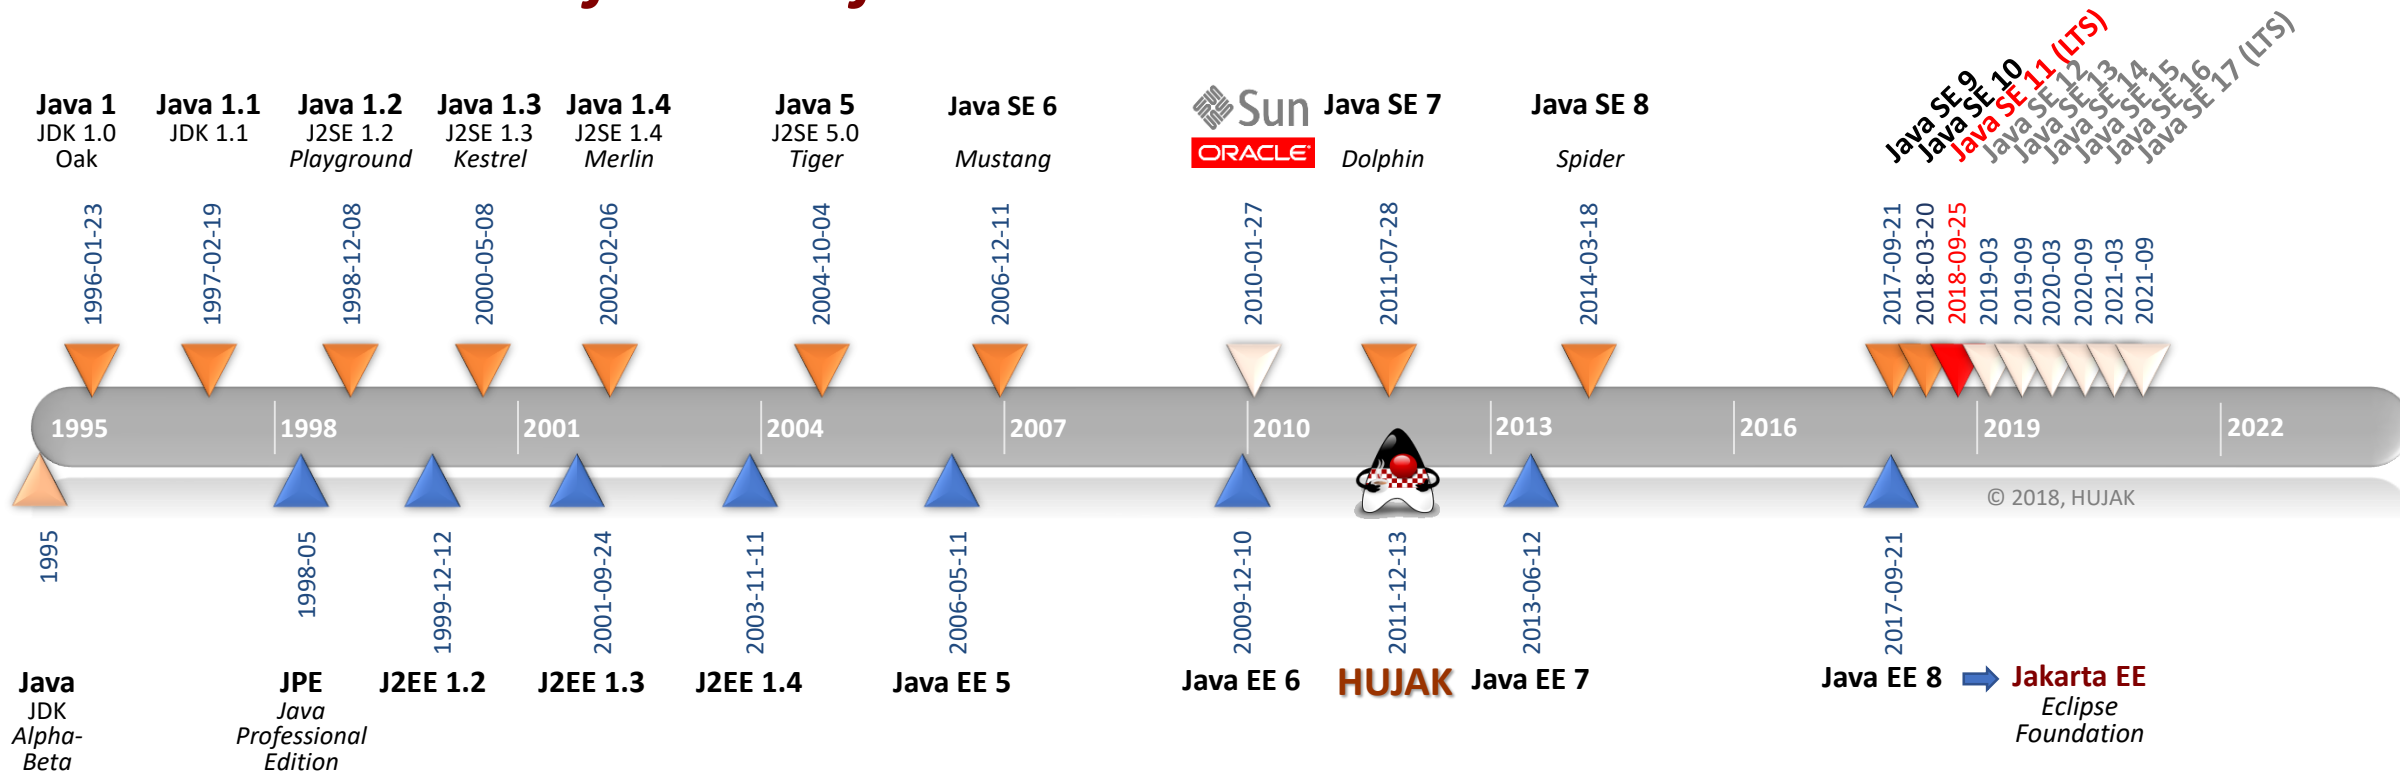 Java 1
JDK 1.0
Oak
Java 1.1
JDK 1.1
Java 1.2
J2SE 1.2
Playground
Java 1.3
J2SE 1.3
Kestrel
Java 1.4
J2SE 1.4
Merlin
Java 5
J2SE 5.0
Tiger
Java SE 6
Mustang
Sun
ORACLE
Java SE 7
Dolphin
Java SE 8
Spider
Java SE 9
Java SE 10
Java SE 11 (LTS)
Java SE 12
Java SE 13
Java SE 14
Java SE 15
Java SE 16
Java SE 17 (LTS)
1996-01-23
1997-02-19
1998-12-08
2000-05-08
2002-02-06
2004-10-04
2006-12-11
2010-01-27
2011-07-28
2014-03-18
2017-09-21
2018-03-20
2018-09-25
2019-03
2019-09
2020-03
2020-09
2021-03
2021-09
1995
1998
2001
2004
2007
2010
2013
2016
2019
2022
© 2018, HUJAK
1995
1998-05
1999-12-12
2001-09-24
2003-11-11
2006-05-11
2009-12-10
2011-12-13
2013-06-12
2017-09-21
Java
JDK
Alpha-
Beta
JPE
Java
Professional
Edition
J2EE 1.2
J2EE 1.3
J2EE 1.4
Java EE 5
Java EE 6
HUJAK
Java EE 7
Java EE 8
Jakarta EE
Eclipse
Foundation